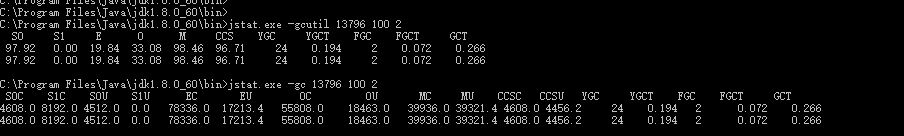 C:\Program Files\Java\jdk1.8.0_60\bin>
C:\Program Files\Java\jdk1.8.0_60\bin>
C:\Program Files\Java\jdk1.8.0_60\bin>jstat.exe -gcutil 13796 100 2
S0 S1 E O M CCS YGC YGCT FGC FGCT GCT
97.92 0.00 19.84 33.08 98.46 96.71 24 0.194 2 0.072 0.266
97.92 0.00 19.84 33.08 98.46 96.71 24 0.194 2 0.072 0.266
C:\Program Files\Java\jdk1.8.0_60\bin>jstat.exe -gc 13796 100 2
S0C S1C S0U S1U EC EU OC OU MC MU CCSC CCSU YGC YGCT FGC FGCT GCT
4608.0 8192.0 4512.0 0.0 78336.0 17213.4 55808.0 18463.0 39936.0 39321.4 4608.0 4456.2 24 0.194 2 0.072 0.266
4608.0 8192.0 4512.0 0.0 78336.0 17213.4 55808.0 18463.0 39936.0 39321.4 4608.0 4456.2 24 0.194 2 0.072 0.266